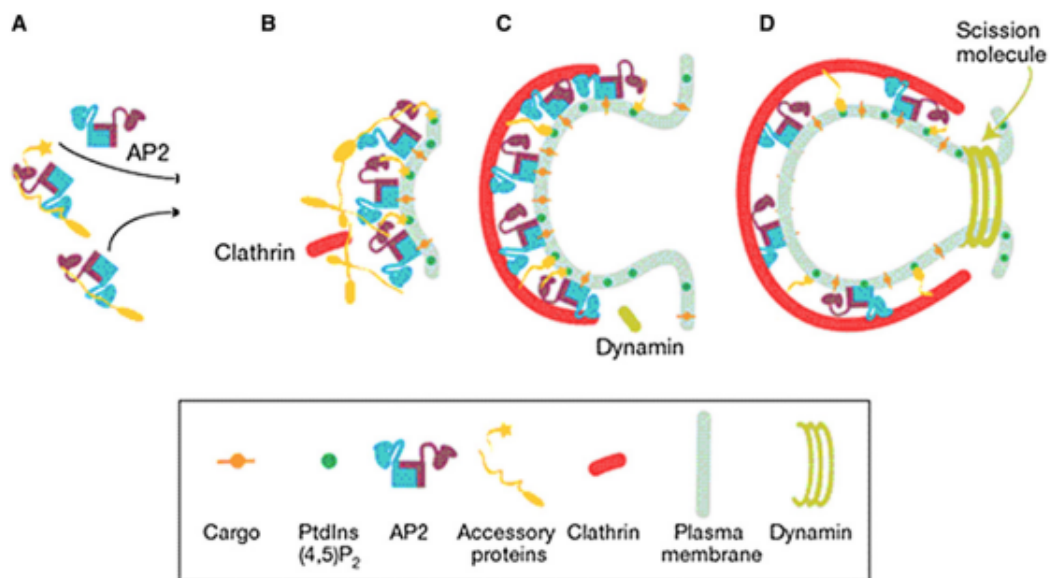 A
B
C
D
Scission
molecule
AP2
Clathrin
Dynamin
Cargo
PtdIns
(4,5)P₂
AP2
Accessory
proteins
Clathrin
Plasma
membrane
Dynamin